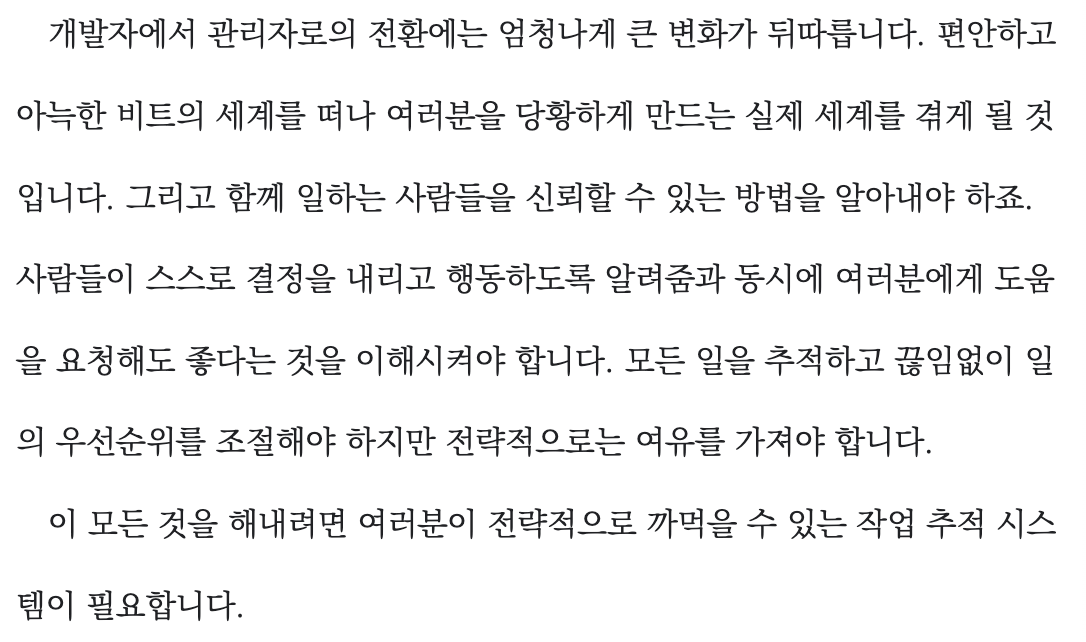 개발자에서 관리자로의 전환에는 엄청나게 큰 변화가 뒤따릅니다. 편안하고
아늑한 비트의 세계를 떠나 여러분을 당황하게 만드는 실제 세계를 겪게 될 것
입니다. 그리고 함께 일하는 사람들을 신뢰할 수 있는 방법을 알아내야 하죠.
사람들이 스스로 결정을 내리고 행동하도록 알려줌과 동시에 여러분에게 도움
을 요청해도 좋다는 것을 이해시켜야 합니다. 모든 일을 추적하고 끊임없이 일
의 우선순위를 조절해야 하지만 전략적으로는 여유를 가져야 합니다.
이 모든 것을 해내려면 여러분이 전략적으로 까먹을 수 있는 작업 추적 시스
템이 필요합니다.